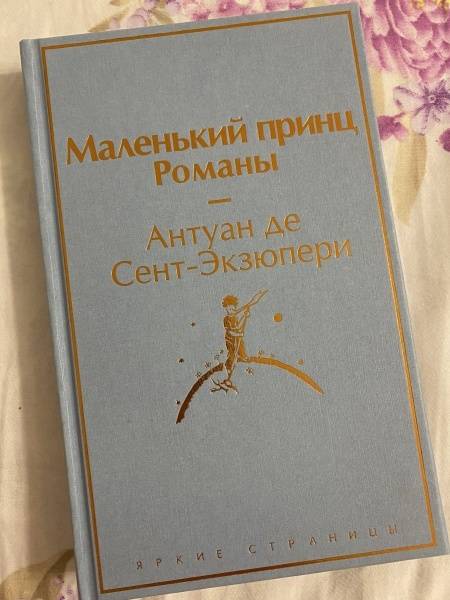 Маленький принц
Романы
Антуан де
Сент-Экзюпери
ЯРКИЕ СТРАНИЦЫ